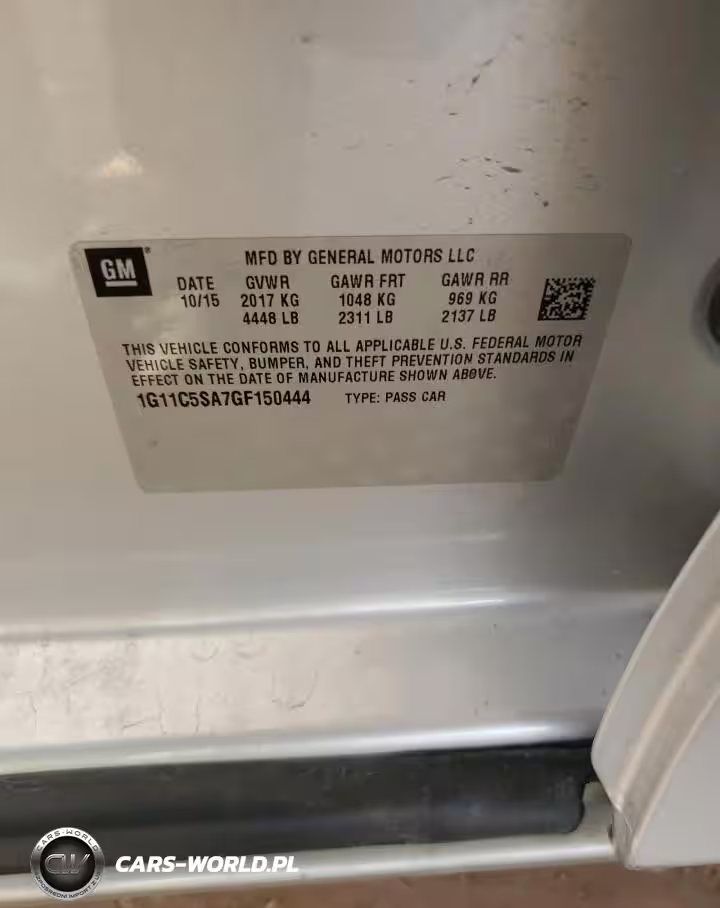 GM ®
MFD BY GENERAL MOTORS LLC
DATE GVWR GAWR FRT GAWR RR
10/15 2017 KG 1048 KG 969 KG
4448 LB 2311 LB 2137 LB
THIS VEHICLE CONFORMS TO ALL APPLICABLE U.S. FEDERAL MOTOR
VEHICLE SAFETY, BUMPER, AND THEFT PREVENTION STANDARDS IN
EFFECT ON THE DATE OF MANUFACTURE SHOWN ABOVE.
1G11C5SA7GF150444 TYPE: PASS CAR
CARS-WORLD
CW
CARS-WORLD.PL